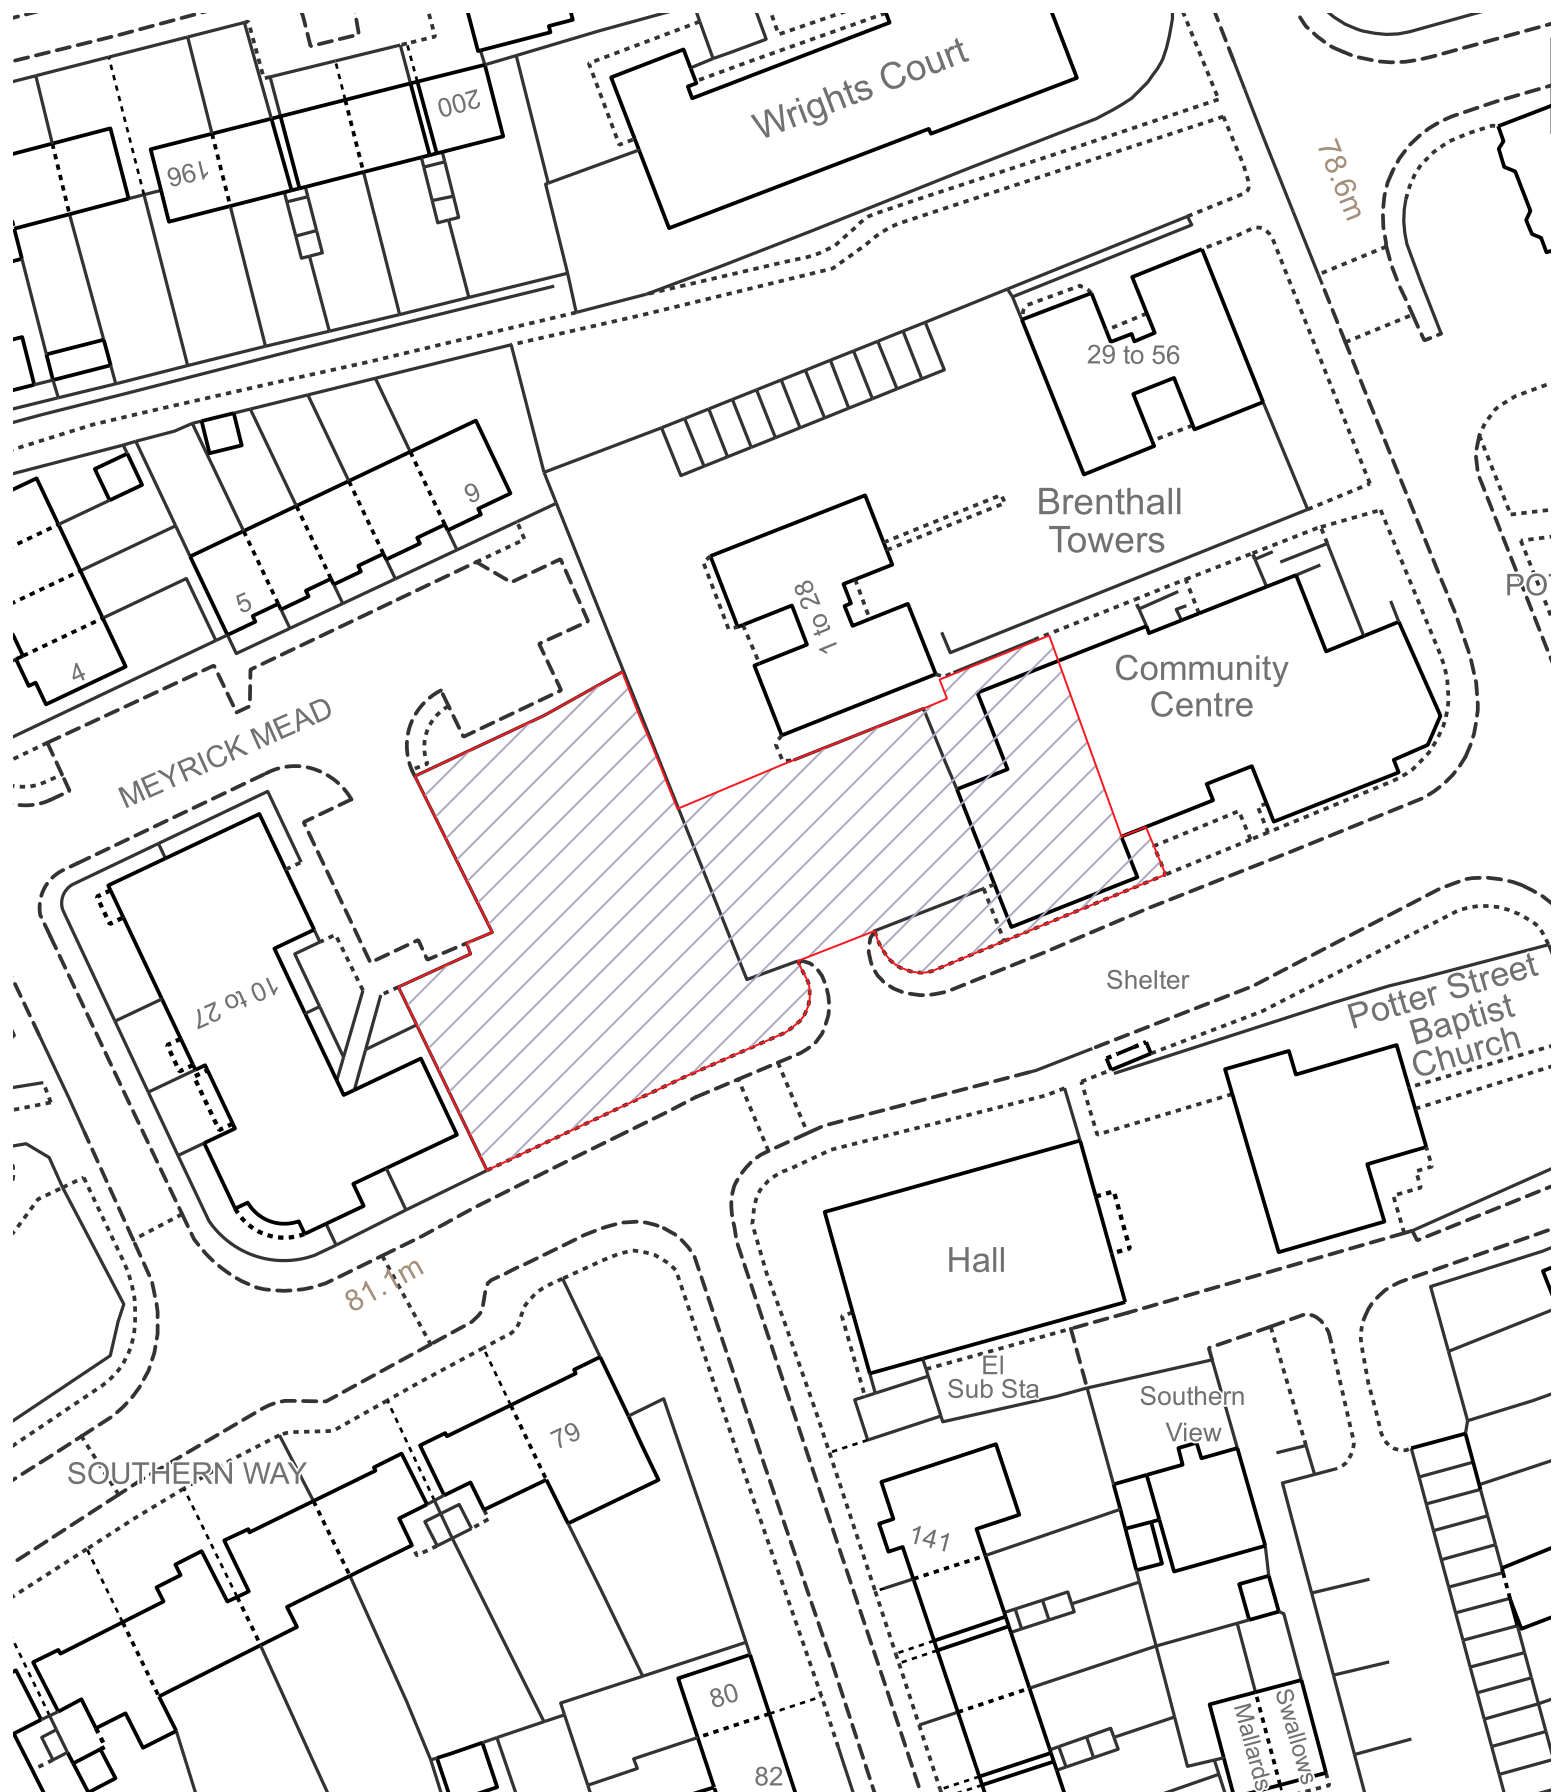 Wrights Court
200
196
78.6m
29 to 56
9
Brenthall
Towers
5
1 to 28
4
Community
Centre
MEYRICK MEAD
10 to 27
Shelter
Potter Street
Baptist
Church
Hall
81.1m
El
Sub Sta
Southern
View
79
SOUTHERN WAY
141
80
82
Mallards
Swallows